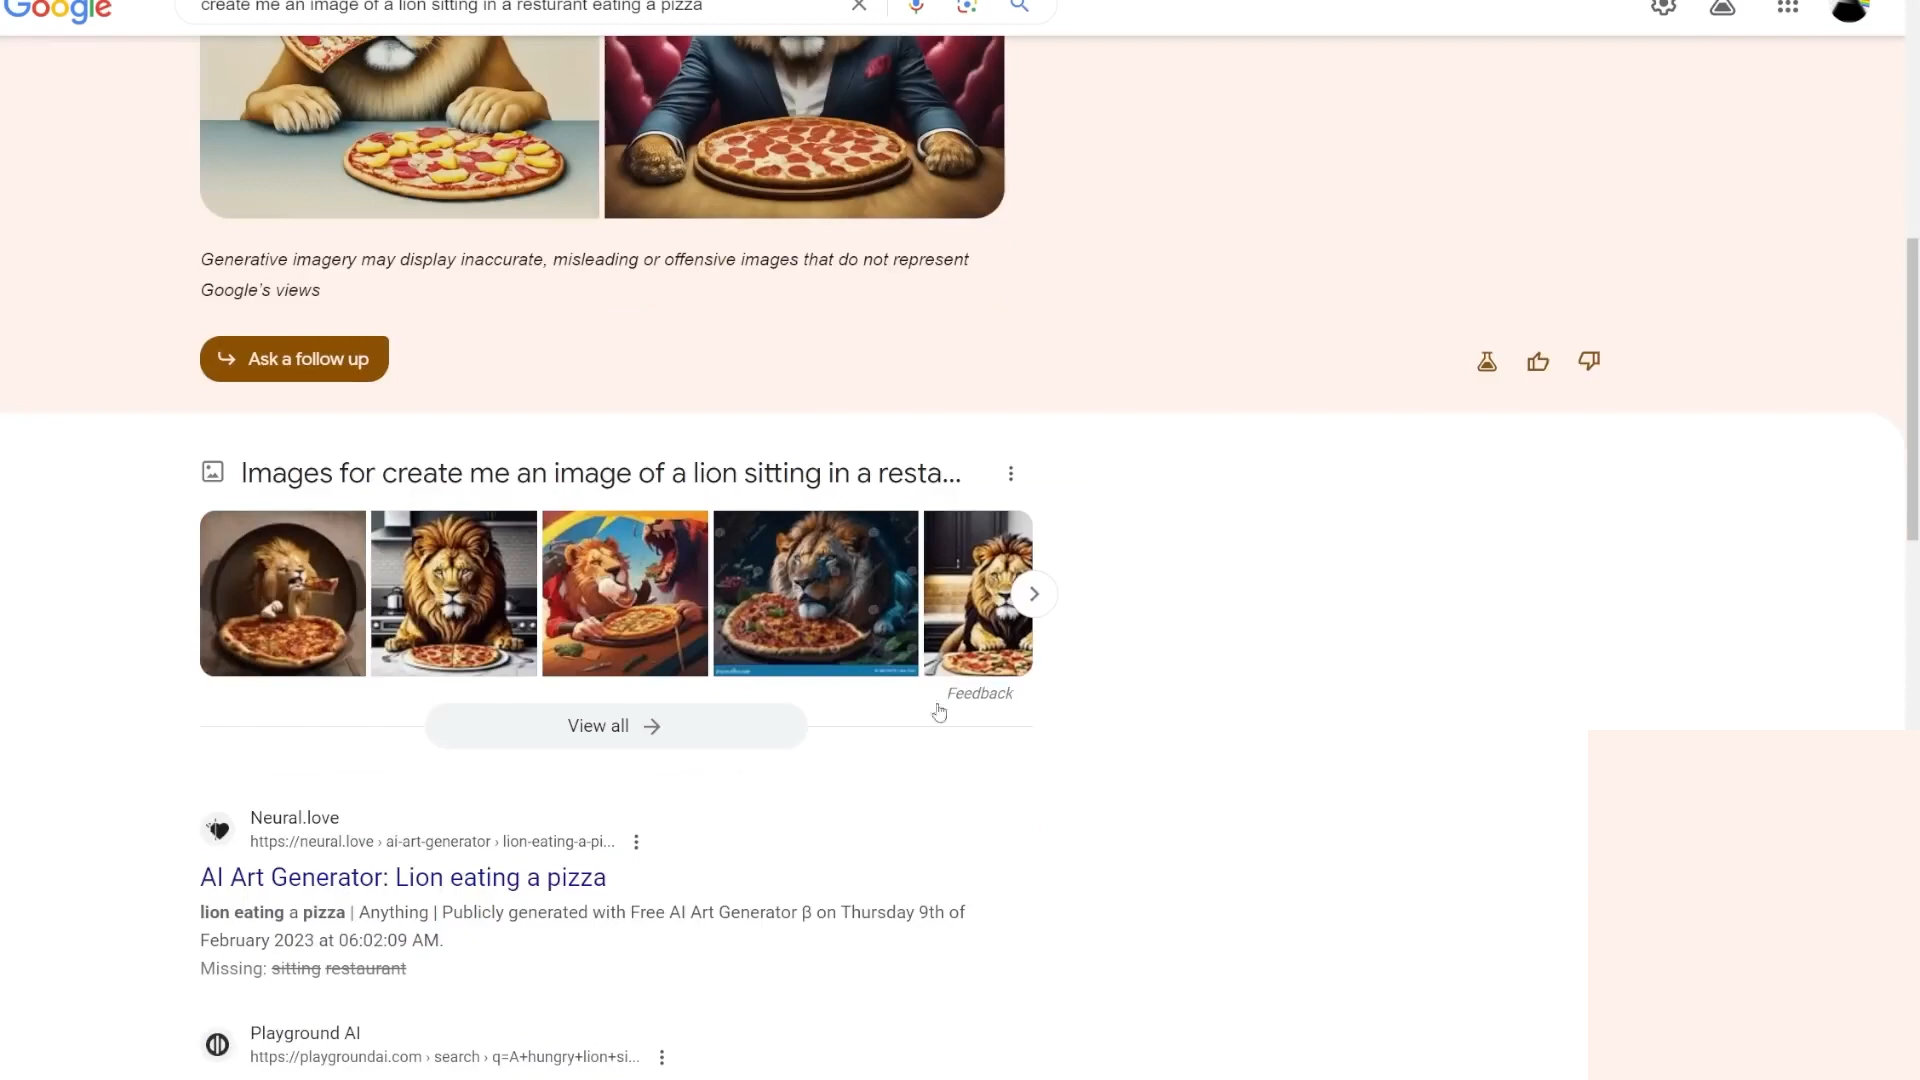 Google
create me an image of a lion sitting in a resturant eating a pizza
Generative imagery may display inaccurate, misleading or offensive images that do not represent
Google's views
Ask a follow up
Images for create me an image of a lion sitting in a resta...
Feedback
View all
Neural.love
https://neural.love › ai-art-generator › lion-eating-a-pi...
AI Art Generator: Lion eating a pizza
lion eating a pizza | Anything | Publicly generated with Free AI Art Generator β on Thursday 9th of
February 2023 at 06:02:09 AM.
Missing: sitting restaurant
Playground AI
https://playgroundai.com › search › q=A+hungry+lion+si...